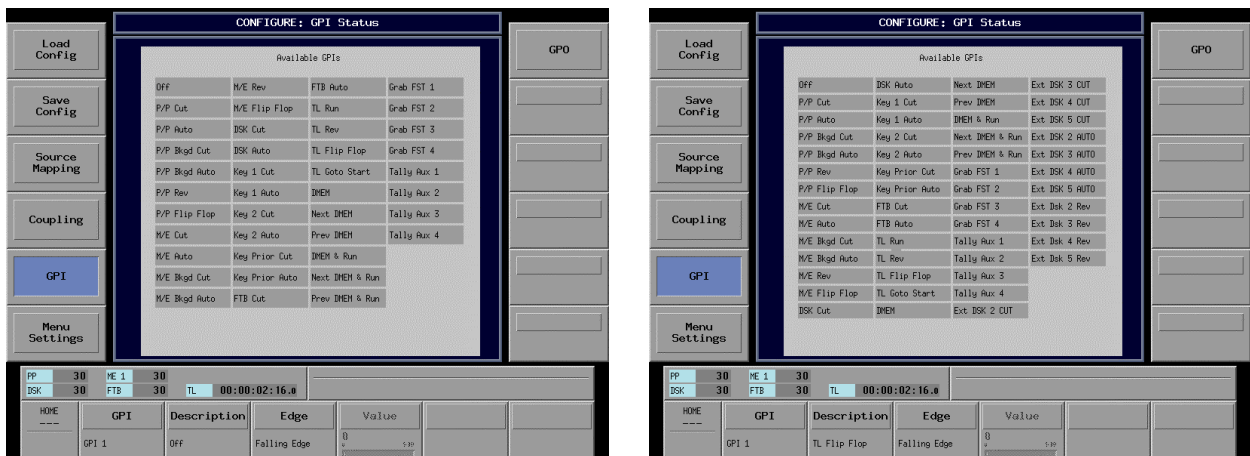 CONFIGURE: GPI Status
Load Config
Save Config
Source Mapping
Coupling
GPI
Menu Settings
GPO
Available GPIs
Off M/E Rev FTB Auto Grab FST 1
P/P Cut M/E Flip Flop TL Run Grab FST 2
P/P Auto DSK Cut TL Rev Grab FST 3
P/P Bkgd Cut DSK Auto TL Flip Flop Grab FST 4
P/P Bkgd Auto Key 1 Cut TL Goto Start Tally Aux 1
P/P Rev Key 1 Auto DMEM Tally Aux 2
P/P Flip Flop Key 2 Cut Next DMEM Tally Aux 3
M/E Cut Key 2 Auto Prev DMEM Tally Aux 4
M/E Auto Key Prior Cut DMEM & Run
M/E Bkgd Cut Key Prior Auto Next DMEM & Run
M/E Bkgd Auto FTB Cut Prev DMEM & Run
PP 30 ME 1 30
DSK 30 FTB 30 TL 00:00:02:16.0
HOME GPI Description Edge Value
---
GPI 1 Off Falling Edge 0
CONFIGURE: GPI Status
Load Config
Save Config
Source Mapping
Coupling
GPI
Menu Settings
GPO
Available GPIs
Off DSK Auto Next DMEM Ext DSK 3 CUT
P/P Cut Key 1 Cut Prev DMEM Ext DSK 4 CUT
P/P Auto Key 1 Auto DMEM & Run Ext DSK 5 CUT
P/P Bkgd Cut Key 2 Cut Next DMEM & Run Ext DSK 2 AUTO
P/P Bkgd Auto Key 2 Auto Prev DMEM & Run Ext DSK 3 AUTO
P/P Rev Key Prior Cut Grab FST 1 Ext DSK 4 AUTO
P/P Flip Flop Key Prior Auto Grab FST 2 Ext DSK 5 AUTO
M/E Cut FTB Cut Grab FST 3 Ext Dsk 2 Rev
M/E Auto FTB Auto Grab FST 4 Ext Dsk 3 Rev
M/E Bkgd Cut TL Run Tally Aux 1 Ext Dsk 4 Rev
M/E Bkgd Auto TL Rev Tally Aux 2 Ext Dsk 5 Rev
M/E Rev TL Flip Flop Tally Aux 3
M/E Flip Flop TL Goto Start Tally Aux 4
DSK Cut DMEM Ext DSK 2 CUT
PP 30 ME 1 30
DSK 30 FTB 30 TL 00:00:02:16.0
HOME GPI Description Edge Value
---
GPI 1 TL Flip Flop Falling Edge 0